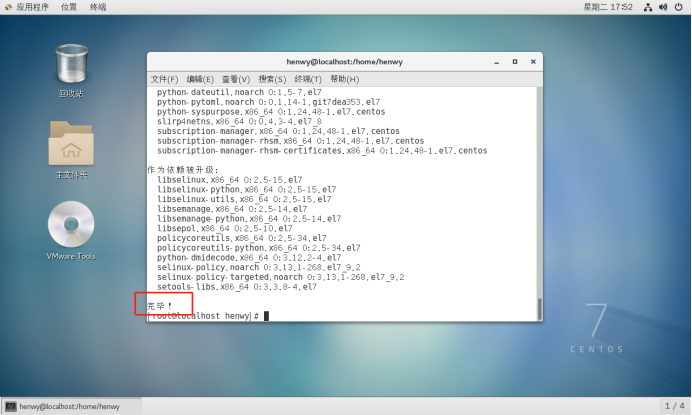 应用程序 位置 终端 星期二 17:52
回收站
主文件夹
VMware Tools
henwy@localhost:/home/henwy
文件(F) 编辑(E) 查看(V) 搜索(S) 终端(T) 帮助(H)
python-dateutil.noarch 0:1.5-7.el7
python-pytoml.noarch 0:0.1.14-1.git7dea353.el7
python-syspurpose.x86_64 0:1.24.48-1.el7.centos
slirp4netns.x86_64 0:0.4.3-4.el7_8
subscription-manager.x86_64 0:1.24.48-1.el7.centos
subscription-manager-rhsm.x86_64 0:1.24.48-1.el7.centos
subscription-manager-rhsm-certificates.x86_64 0:1.24.48-1.el7.centos
作为依赖被升级:
libselinux.x86_64 0:2.5-15.el7
libselinux-python.x86_64 0:2.5-15.el7
libselinux-utils.x86_64 0:2.5-15.el7
libsemanage.x86_64 0:2.5-14.el7
libsemanage-python.x86_64 0:2.5-14.el7
libsepol.x86_64 0:2.5-10.el7
policycoreutils.x86_64 0:2.5-34.el7
policycoreutils-python.x86_64 0:2.5-34.el7
python-dmidecode.x86_64 0:3.12.2-4.el7
selinux-policy.noarch 0:3.13.1-268.el7_9.2
selinux-policy-targeted.noarch 0:3.13.1-268.el7_9.2
setools-libs.x86_64 0:3.3.8-4.el7
完毕!
[root@localhost henwy]#
7
CENTOS
henwy@localhost:/home/henwy
1 / 4